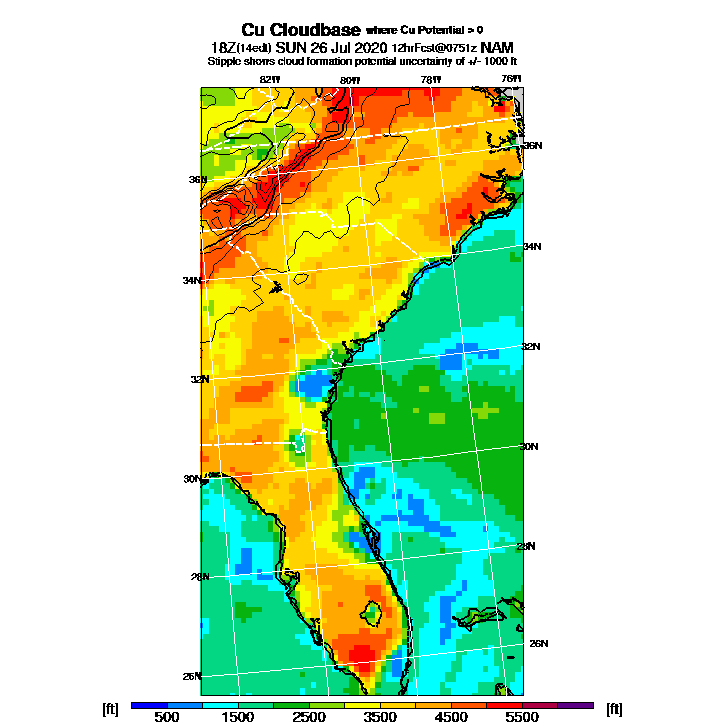 Cu Cloudbase where Cu Potential > 0
18Z(14edt) SUN 26 Jul 2020 12hrFcst@0751z NAM
Stipple shows cloud formation potential uncertainty of +/- 1000 ft
82W 80W 78W 76W
36N
36N
34N
34N
32N
32N
30N
30N
28N
28N
26N
26N
[ft] 500 1500 2500 3500 4500 5500 [ft]